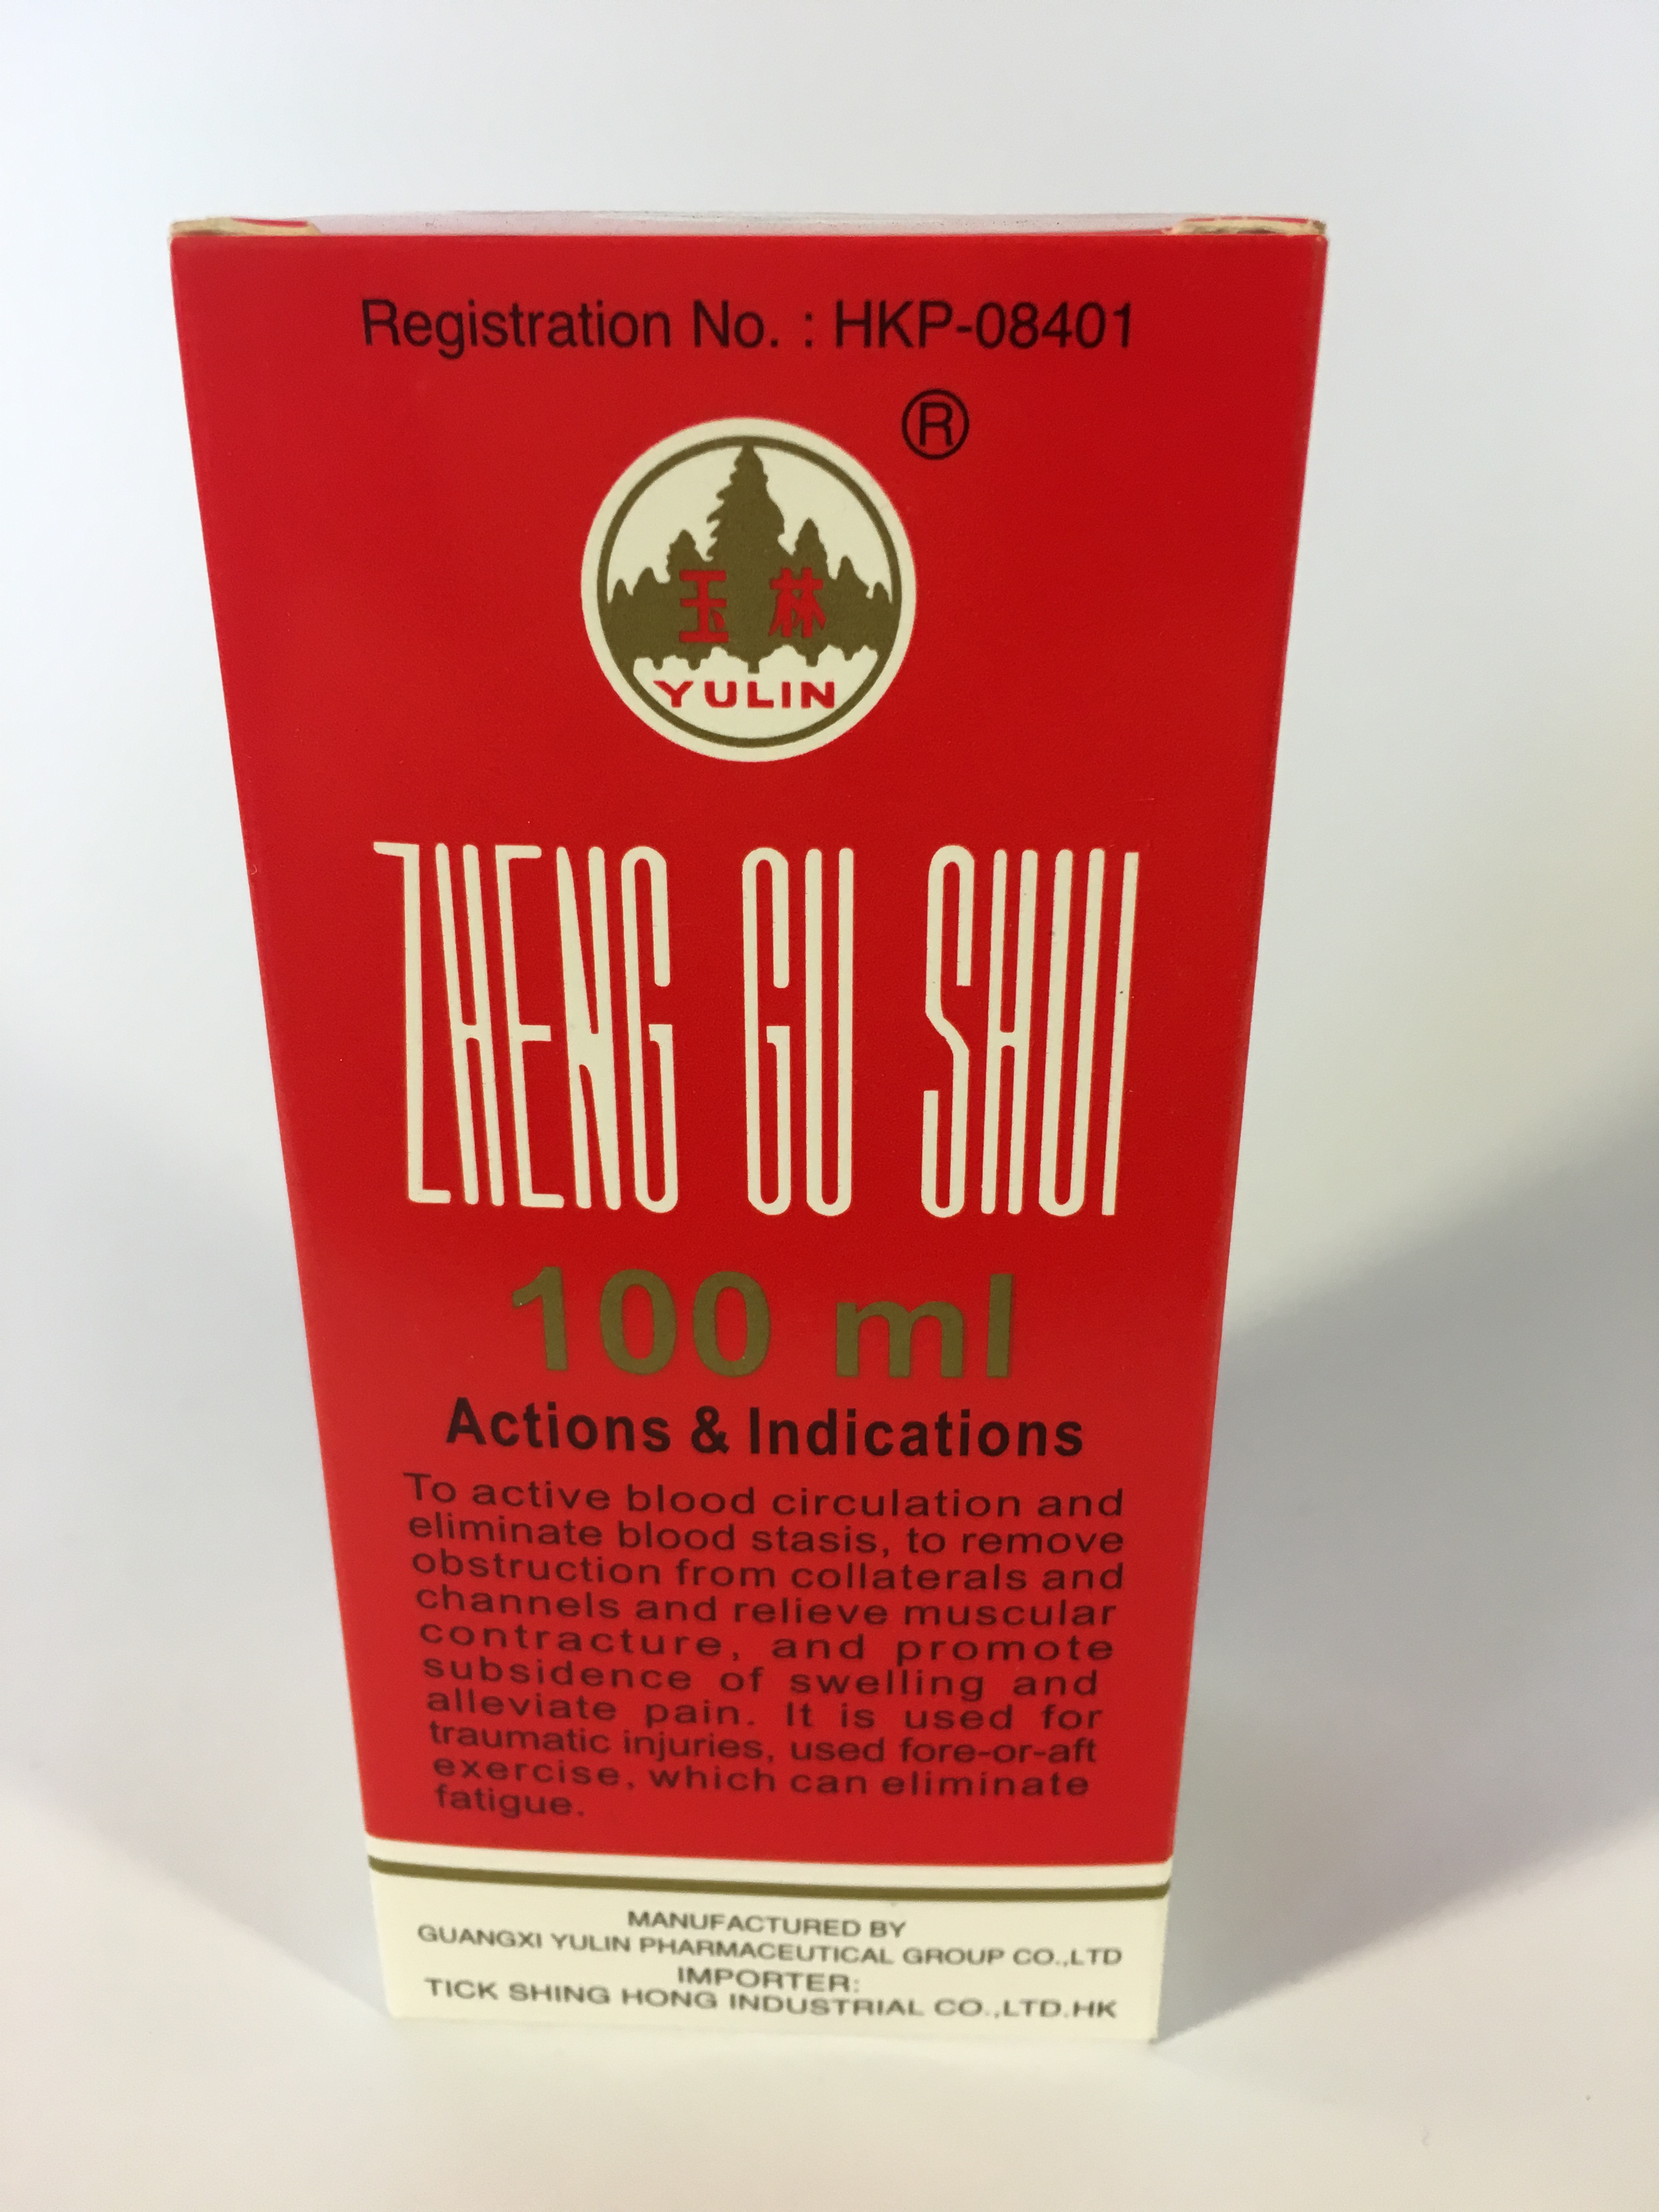 Registration No. : HKP-08401
®
玉林
YULIN
ZHENG GU SHUI
100 ml
Actions & Indications
To active blood circulation and
eliminate blood stasis, to remove
obstruction from collaterals and
channels and relieve muscular
contracture, and promote
subsidence of swelling and
alleviate pain. It is used for
traumatic injuries, used fore-or-aft
exercise, which can eliminate
fatigue.
MANUFACTURED BY
GUANGXI YULIN PHARMACEUTICAL GROUP CO.,LTD
IMPORTER:
TICK SHING HONG INDUSTRIAL CO.,LTD.HK